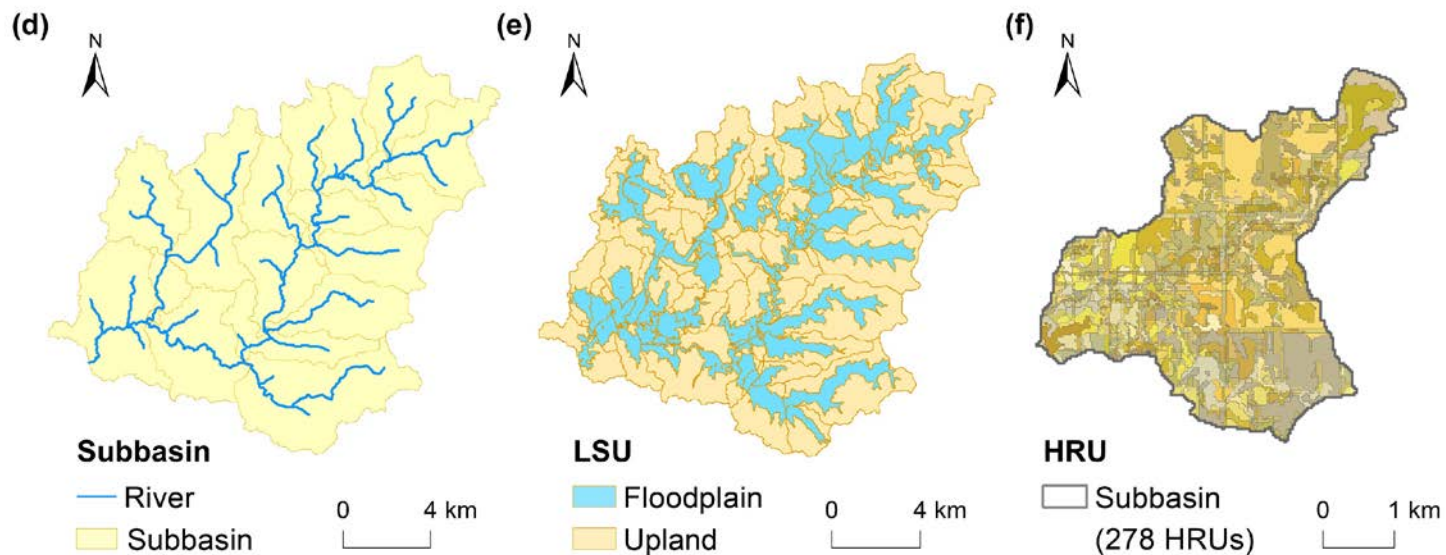 (d)
N
Subbasin
River
Subbasin
0 4 km
(e)
N
LSU
Floodplain
Upland
0 4 km
(f)
N
HRU
Subbasin
(278 HRUs)
0 1 km